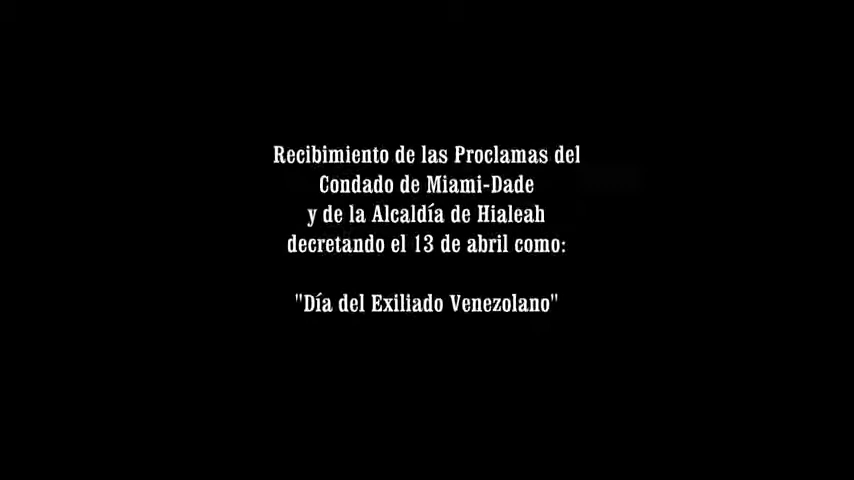 Recibimiento de las Proclamas del
Condado de Miami-Dade
y de la Alcaldía de Hialeah
decretando el 13 de abril como:
"Día del Exiliado Venezolano"